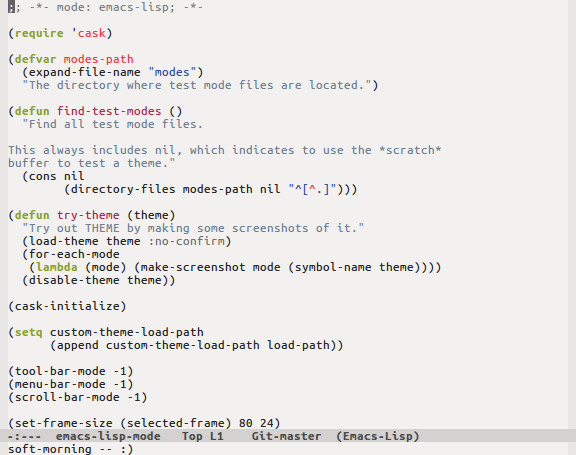 ;; -*- mode: emacs-lisp; -*-
(require 'cask)
(defvar modes-path
(expand-file-name "modes")
"The directory where test mode files are located.")
(defun find-test-modes ()
"Find all test mode files.
This always includes nil, which indicates to use the *scratch*
buffer to test a theme."
(cons nil
(directory-files modes-path nil "^[^.]")))
(defun try-theme (theme)
"Try out THEME by making some screenshots of it."
(load-theme theme :no-confirm)
(for-each-mode
(lambda (mode) (make-screenshot mode (symbol-name theme))))
(disable-theme theme))
(cask-initialize)
(setq custom-theme-load-path
(append custom-theme-load-path load-path))
(tool-bar-mode -1)
(menu-bar-mode -1)
(scroll-bar-mode -1)
(set-frame-size (selected-frame) 80 24)
-:--- emacs-lisp-mode Top L1 Git-master (Emacs-Lisp)
soft-morning -- :)